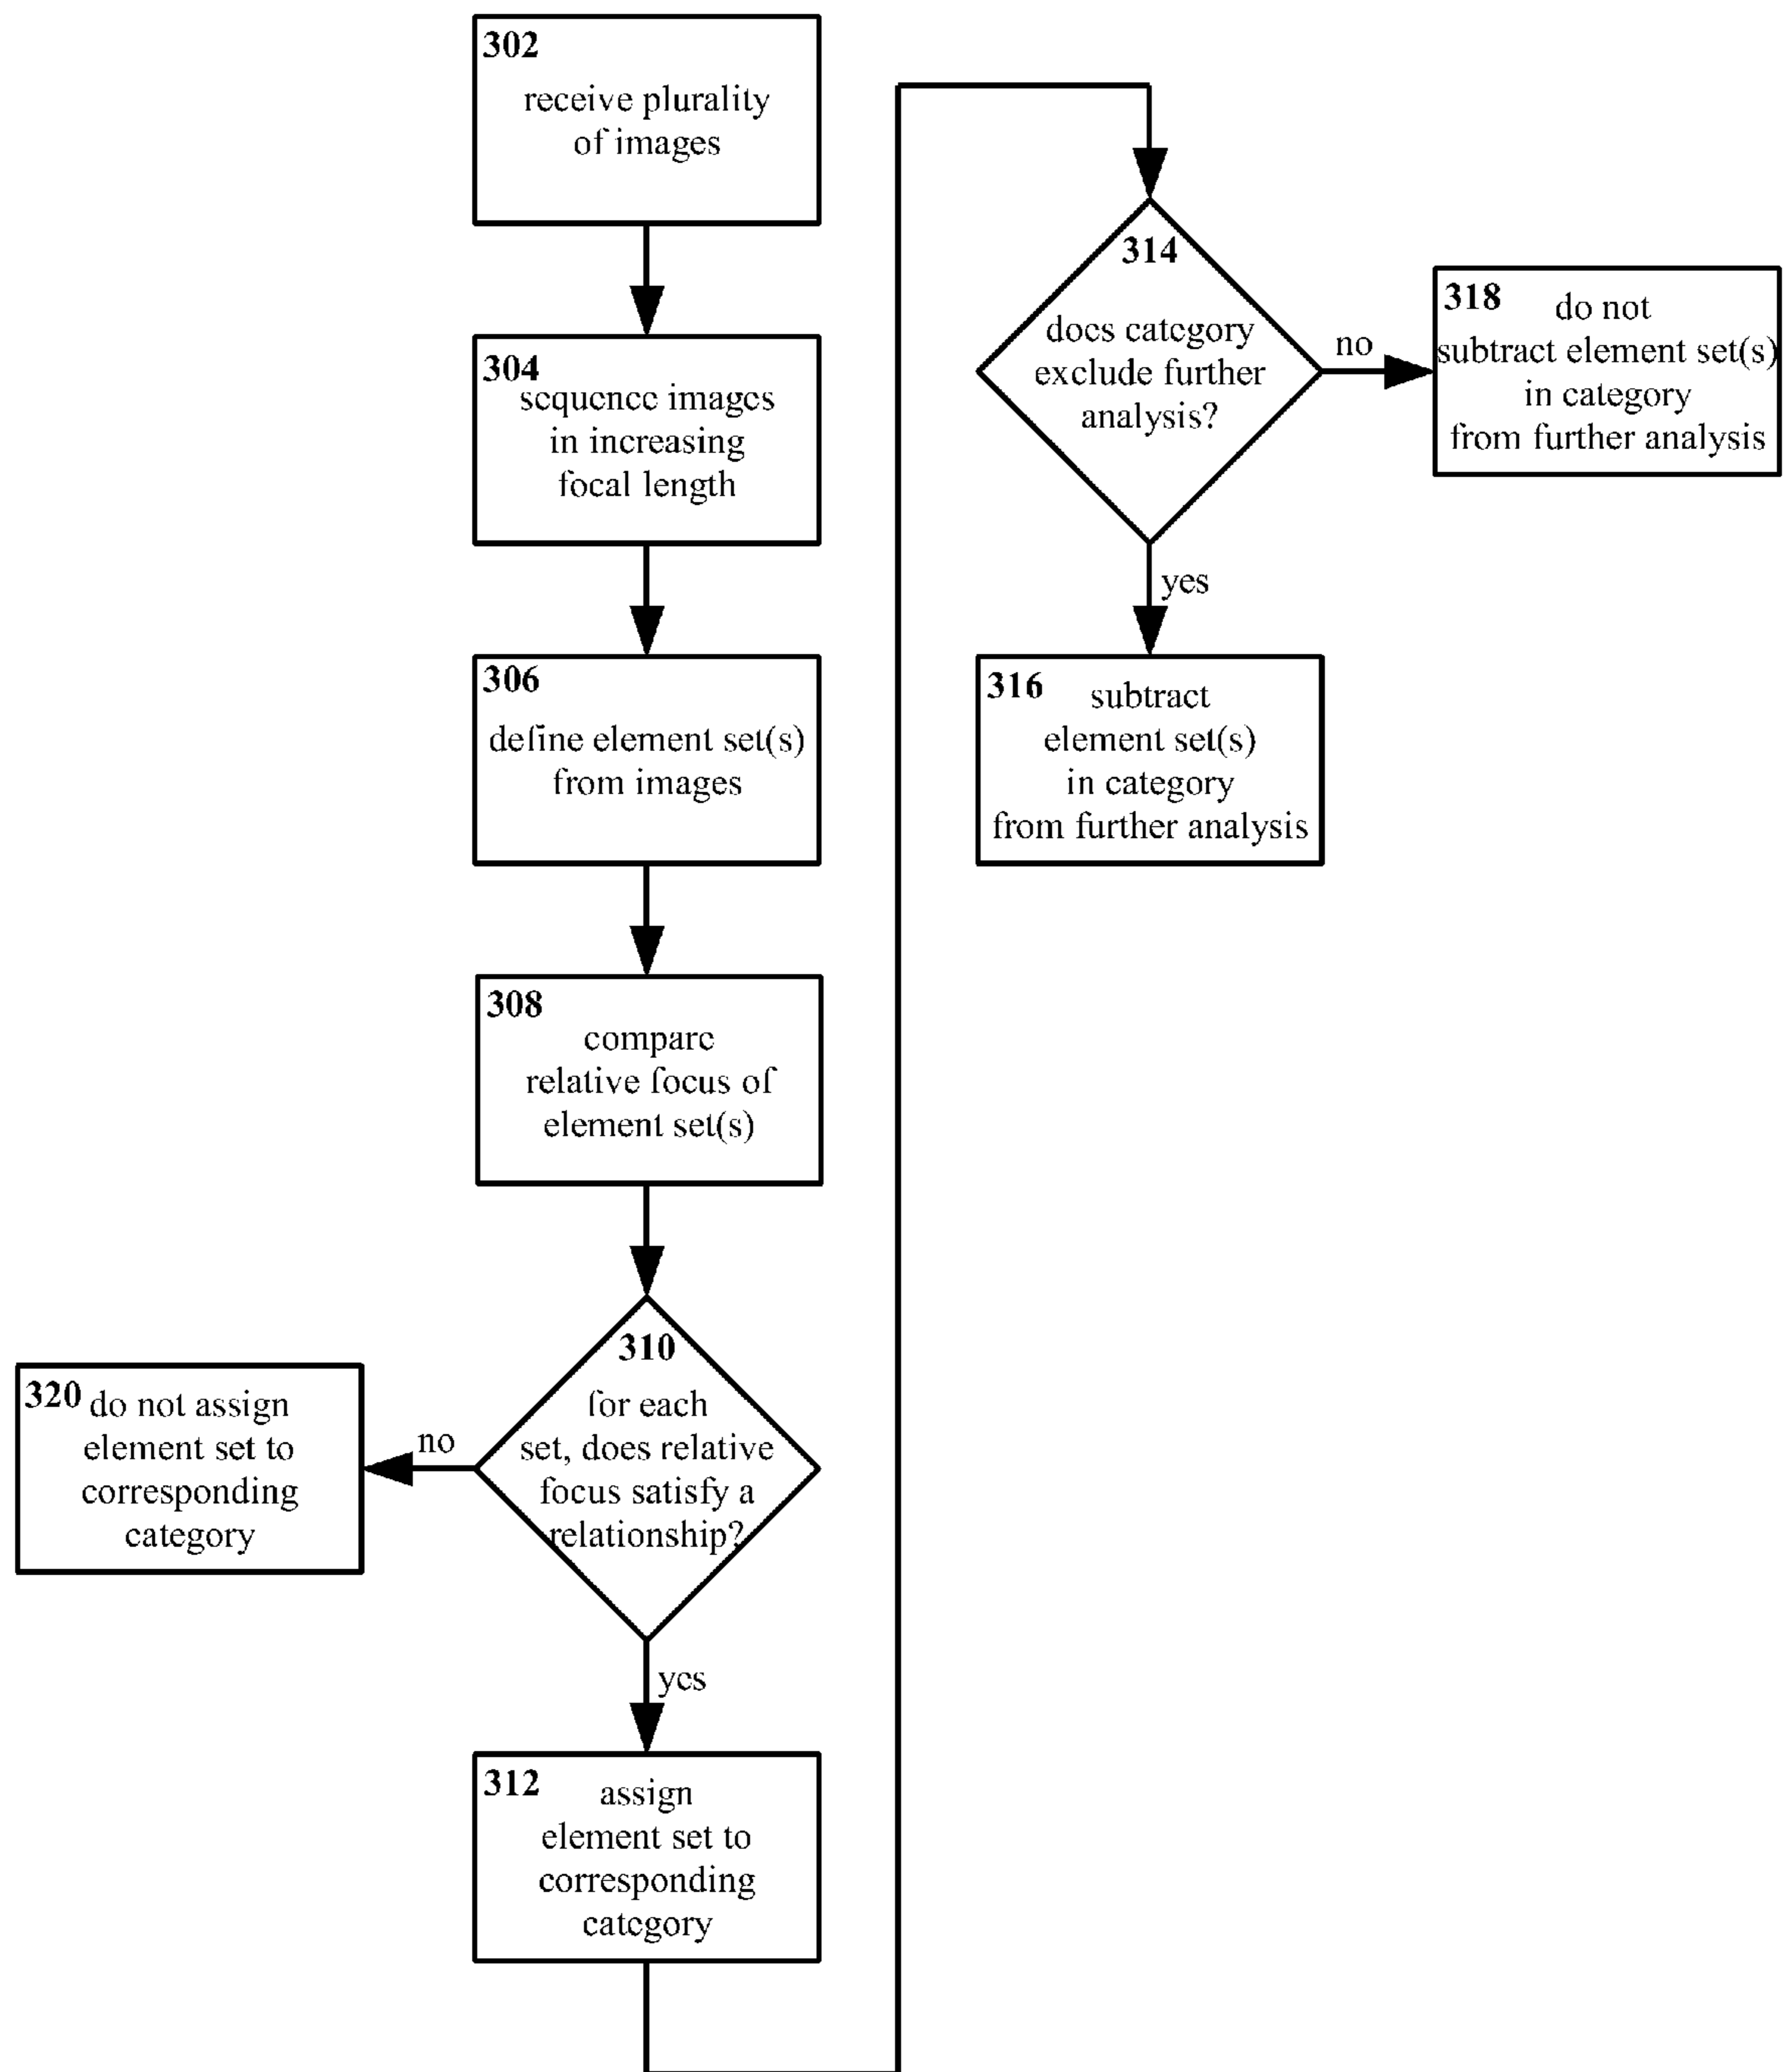 302
receive plurality
of images
304
sequence images
in increasing
focal length
306
define element set(s)
from images
308
compare
relative focus of
element set(s)
310
for each
set, does relative
focus satisfy a
relationship?
no
320 do not assign
element set to
corresponding
category
yes
312 assign
element set to
corresponding
category
314
does category
exclude further
analysis?
no
318 do not
subtract element set(s)
in category
from further analysis
yes
316 subtract
element set(s)
in category
from further analysis